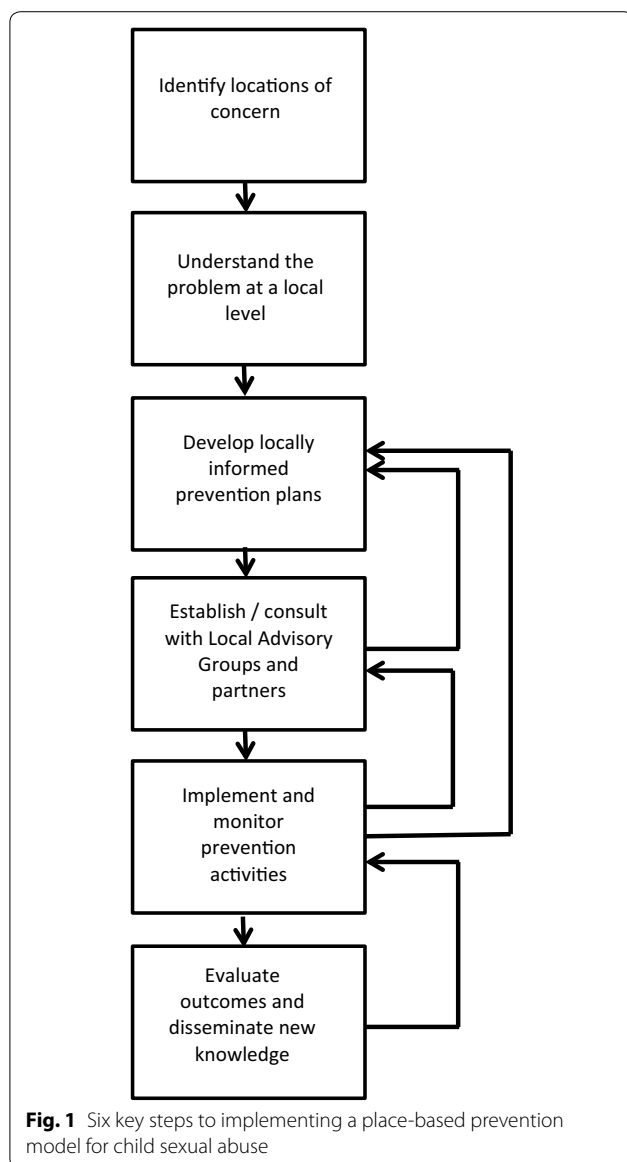 Identify locations of
concern
Understand the
problem at a local
level
Develop locally
informed
prevention plans
Establish / consult
with Local Advisory
Groups and
partners
Implement and
monitor
prevention
activities
Evaluate
outcomes and
disseminate new
knowledge
Fig. 1 Six key steps to implementing a place-based prevention
model for child sexual abuse